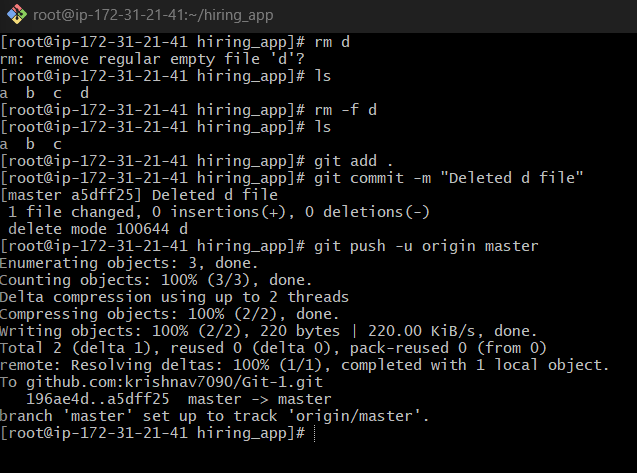 root@ip-172-31-21-41:~/hiring_app
[root@ip-172-31-21-41 hiring_app]# rm d
rm: remove regular empty file 'd'?
[root@ip-172-31-21-41 hiring_app]# ls
a  b  c  d
[root@ip-172-31-21-41 hiring_app]# rm -f d
[root@ip-172-31-21-41 hiring_app]# ls
a  b  c
[root@ip-172-31-21-41 hiring_app]# git add .
[root@ip-172-31-21-41 hiring_app]# git commit -m "Deleted d file"
[master a5dff25] Deleted d file
 1 file changed, 0 insertions(+), 0 deletions(-)
 delete mode 100644 d
[root@ip-172-31-21-41 hiring_app]# git push -u origin master
Enumerating objects: 3, done.
Counting objects: 100% (3/3), done.
Delta compression using up to 2 threads
Compressing objects: 100% (2/2), done.
Writing objects: 100% (2/2), 220 bytes | 220.00 KiB/s, done.
Total 2 (delta 1), reused 0 (delta 0), pack-reused 0 (from 0)
remote: Resolving deltas: 100% (1/1), completed with 1 local object.
To github.com:krishnav7090/Git-1.git
   196ae4d..a5dff25  master -> master
branch 'master' set up to track 'origin/master'.
[root@ip-172-31-21-41 hiring_app]#